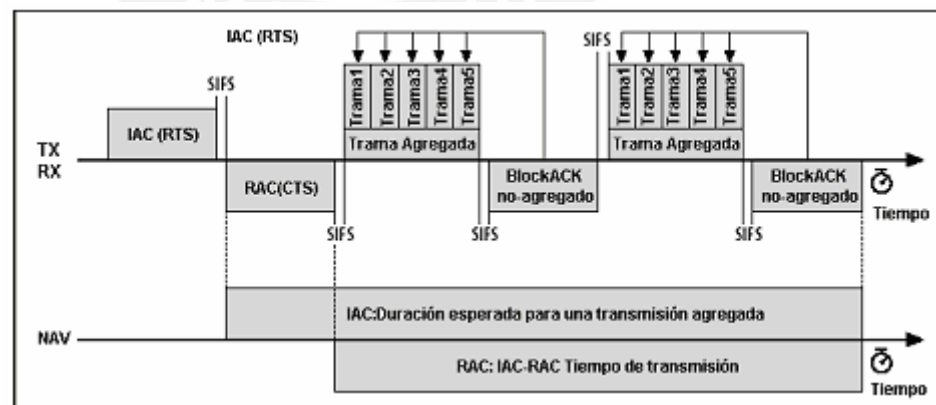 IAC (RTS)
SIFS
SIFS
Trama1
Trama2
Trama3
Trama4
Trama5
Trama1
Trama2
Trama3
Trama4
Trama5
IAC (RTS)
Trama Agregada
Trama Agregada
TX
RX
RAC(CTS)
BlockACK
no-agregado
BlockACK
no-agregado
Tiempo
SIFS
SIFS
SIFS
IAC:Duración esperada para una transmisión agregada
NAV
RAC: IAC-RAC Tiempo de transmisión
Tiempo